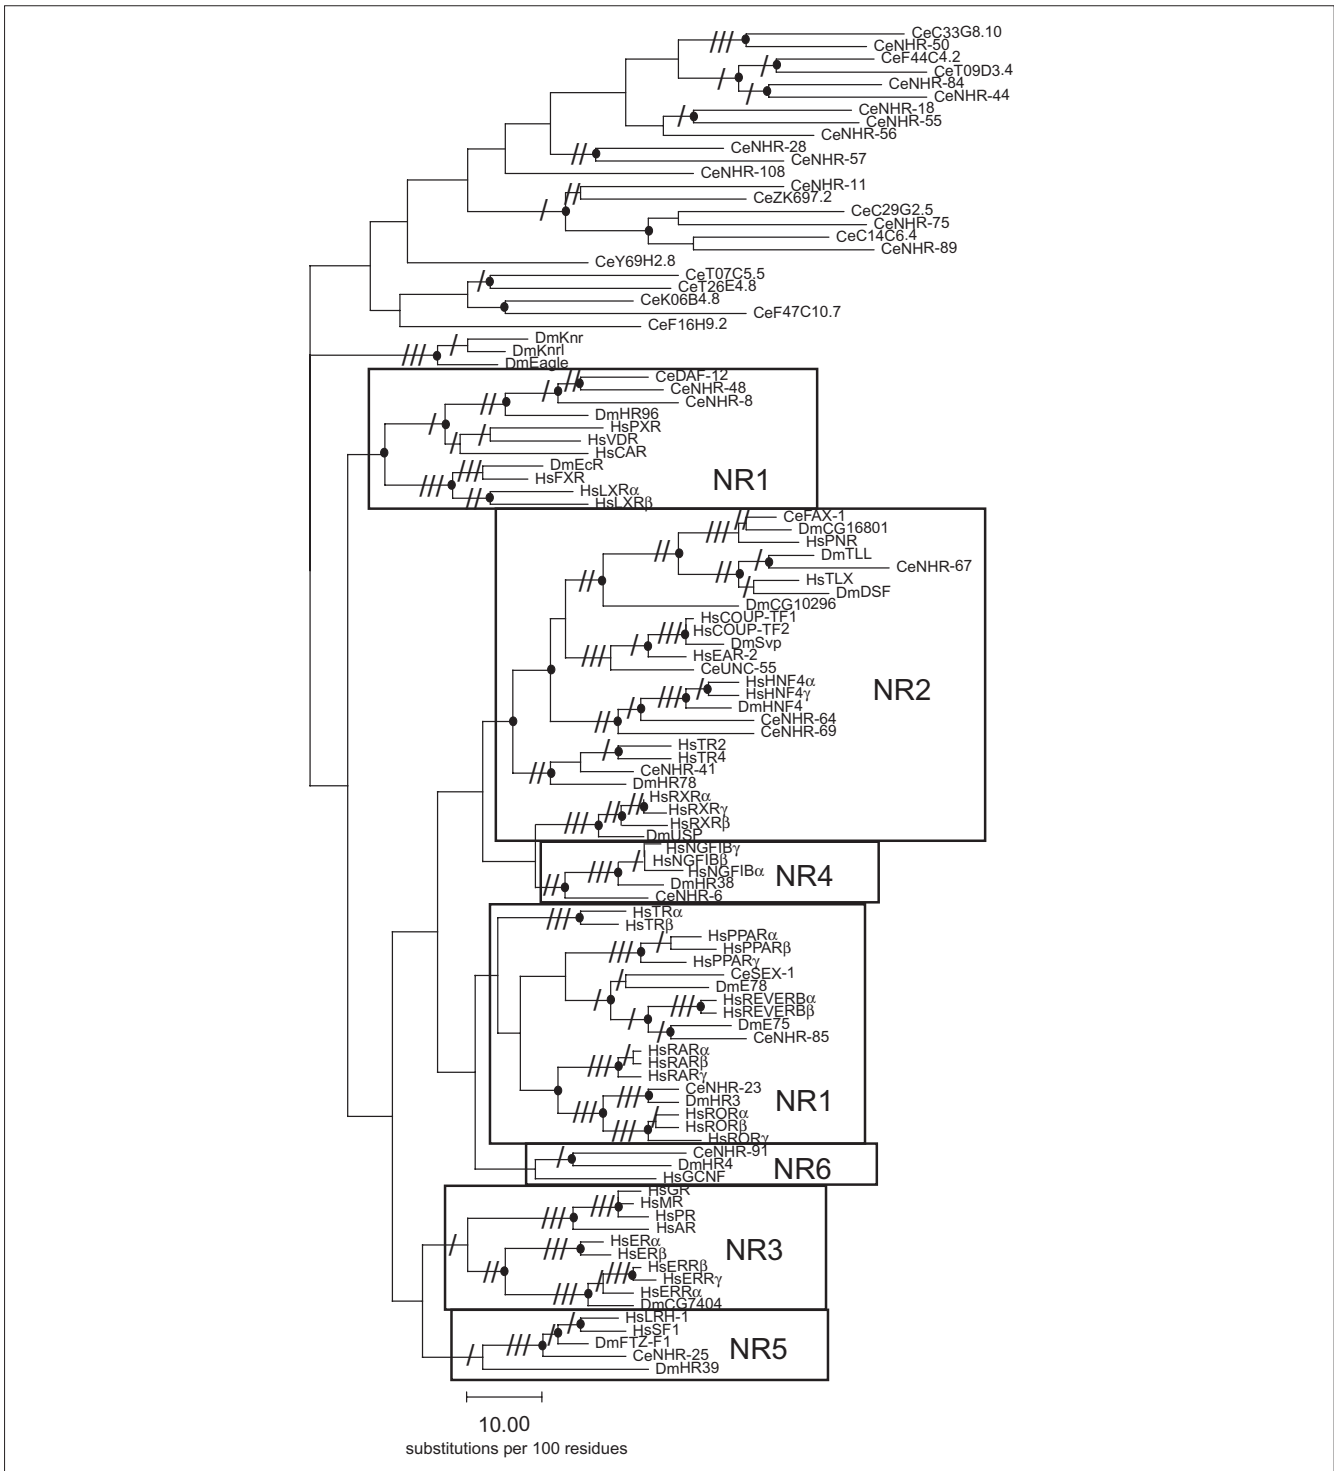 CeC33G8.10
CeNHR-50
CeF44C4.2
CeT09D3.4
CeNHR-84
CeNHR-44
CeNHR-18
CeNHR-55
CeNHR-56
CeNHR-28
CeNHR-57
CeNHR-108
CeNHR-11
CeZK697.2
CeC29G2.5
CeNHR-75
CeC14C6.4
CeNHR-89
CeY69H2.8
CeT07C5.5
CeT26E4.8
CeK06B4.8
CeF47C10.7
CeF16H9.2
DmKnr
DmKnrl
DmEagle
CeDAF-12
CeNHR-48
CeNHR-8
DmHR96
HsPXR
HsVDR
HsCAR
DmEcR
HsFXR
HsLXRα
HsLXRβ
NR1
CeFAX-1
DmCG16801
HsPNR
DmTLL
CeNHR-67
HsTLX
DmDSF
DmCG10296
HsCOUP-TF1
HsCOUP-TF2
DmSvp
HsEAR-2
CeUNC-55
HsHNF4α
HsHNF4γ
DmHNF4
CeNHR-64
CeNHR-69
HsTR2
HsTR4
CeNHR-41
DmHR78
HsRXRα
HsRXRγ
HsRXRβ
DmUSP
NR2
HsNGFIBγ
HsNGFIBβ
HsNGFIBα
DmHR38
CeNHR-6
NR4
HsTRα
HsTRβ
HsPPARα
HsPPARβ
HsPPARγ
CeSEX-1
DmE78
HsREVERBα
HsREVERBβ
DmE75
CeNHR-85
HsRARα
HsRARβ
HsRARγ
CeNHR-23
DmHR3
HsRORα
HsRORβ
HsRORγ
NR1
CeNHR-91
DmHR4
HsGCNF
NR6
HsGR
HsMR
HsPR
HsAR
HsERα
HsERβ
HsERRβ
HsERRγ
HsERRα
DmCG7404
NR3
HsLRH-1
HsSF1
DmFTZ-F1
CeNHR-25
DmHR39
NR5
10.00
substitutions per 100 residues